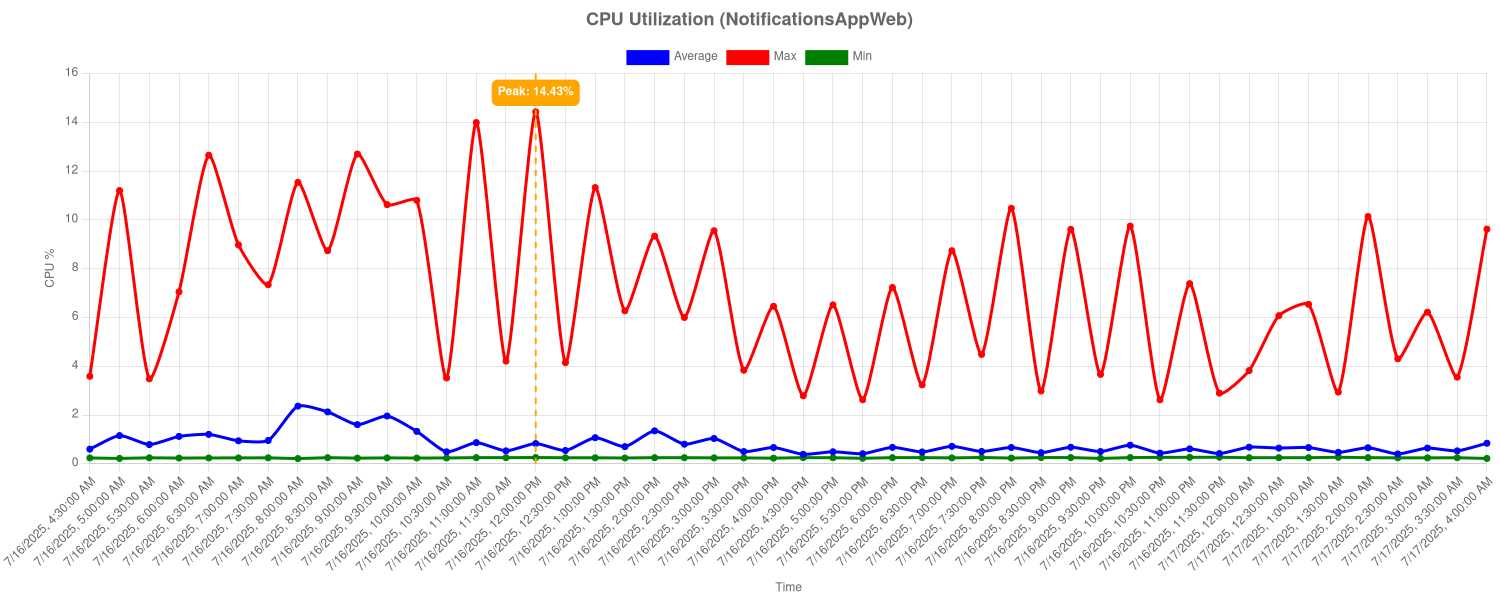 CPU Utilization (NotificationsAppWeb)
Average Max Min
Peak: 14.43%
16
14
12
10
8
6
4
2
0
CPU %
7/16/2025, 4:30:00 AM
7/16/2025, 5:00:00 AM
7/16/2025, 5:30:00 AM
7/16/2025, 6:00:00 AM
7/16/2025, 6:30:00 AM
7/16/2025, 7:00:00 AM
7/16/2025, 7:30:00 AM
7/16/2025, 8:00:00 AM
7/16/2025, 8:30:00 AM
7/16/2025, 9:00:00 AM
7/16/2025, 9:30:00 AM
7/16/2025, 10:00:00 AM
7/16/2025, 10:30:00 AM
7/16/2025, 11:00:00 AM
7/16/2025, 11:30:00 AM
7/16/2025, 12:00:00 PM
7/16/2025, 12:30:00 PM
7/16/2025, 1:00:00 PM
7/16/2025, 1:30:00 PM
7/16/2025, 2:00:00 PM
7/16/2025, 2:30:00 PM
7/16/2025, 3:00:00 PM
7/16/2025, 3:30:00 PM
7/16/2025, 4:00:00 PM
7/16/2025, 4:30:00 PM
7/16/2025, 5:00:00 PM
7/16/2025, 5:30:00 PM
7/16/2025, 6:00:00 PM
7/16/2025, 6:30:00 PM
7/16/2025, 7:00:00 PM
7/16/2025, 7:30:00 PM
7/16/2025, 8:00:00 PM
7/16/2025, 8:30:00 PM
7/16/2025, 9:00:00 PM
7/16/2025, 9:30:00 PM
7/16/2025, 10:00:00 PM
7/16/2025, 10:30:00 PM
7/16/2025, 11:00:00 PM
7/16/2025, 11:30:00 PM
7/17/2025, 12:00:00 AM
7/17/2025, 12:30:00 AM
7/17/2025, 1:00:00 AM
7/17/2025, 1:30:00 AM
7/17/2025, 2:00:00 AM
7/17/2025, 2:30:00 AM
7/17/2025, 3:00:00 AM
7/17/2025, 3:30:00 AM
7/17/2025, 4:00:00 AM
Time